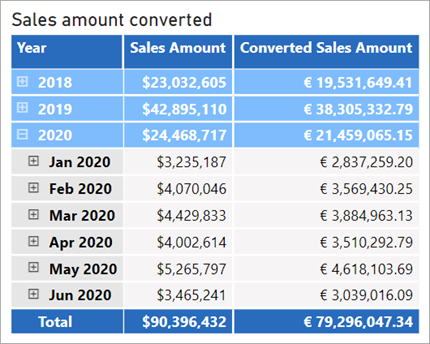 Sales amount converted
Year Sales Amount Converted Sales Amount
2018 $23,032,605 € 19,531,649.41
2019 $42,895,110 € 38,305,332.79
2020 $24,468,717 € 21,459,065.15
Jan 2020 $3,235,187 € 2,837,259.20
Feb 2020 $4,070,046 € 3,569,430.25
Mar 2020 $4,429,833 € 3,884,963.13
Apr 2020 $4,002,614 € 3,510,292.79
May 2020 $5,265,797 € 4,618,103.69
Jun 2020 $3,465,241 € 3,039,016.09
Total $90,396,432 € 79,296,047.34